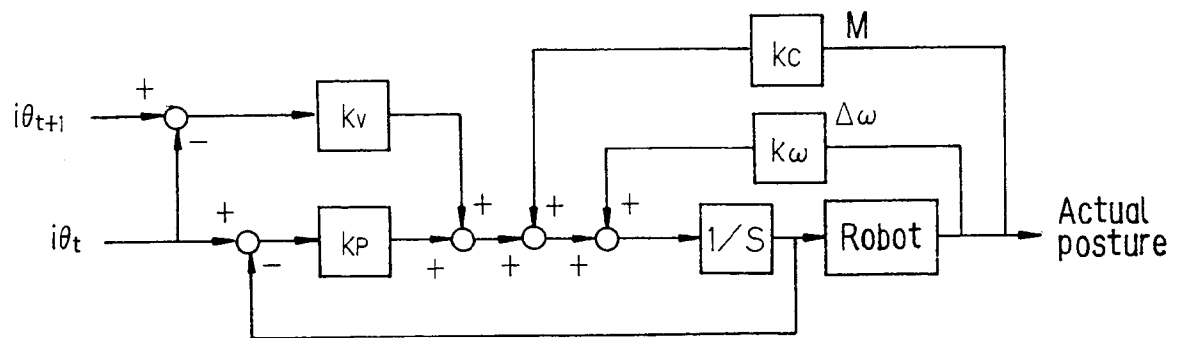 kc
M
+
iθt+1
kv
−
Δω
kω
+
+
+
iθt
+
kP
−
+
+
+
1/S
Robot
Actual
posture